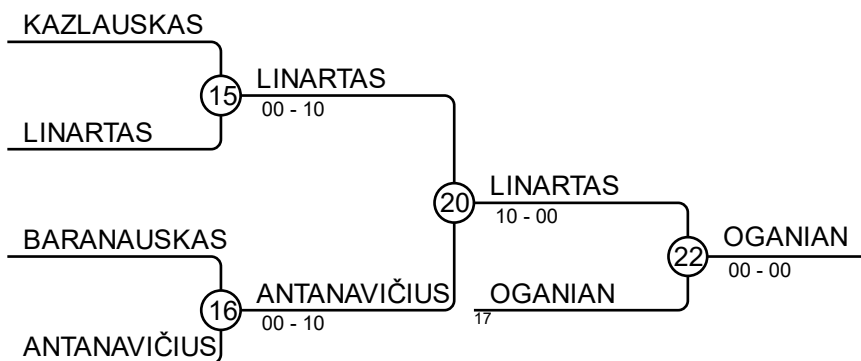 KAZLAUSKAS
15
LINARTAS
00 - 10
LINARTAS
20
LINARTAS
10 - 00
BARANAUSKAS
22
OGANIAN
00 - 00
16
ANTANAVIČIUS
00 - 10
OGANIAN
17
ANTANAVIČIUS